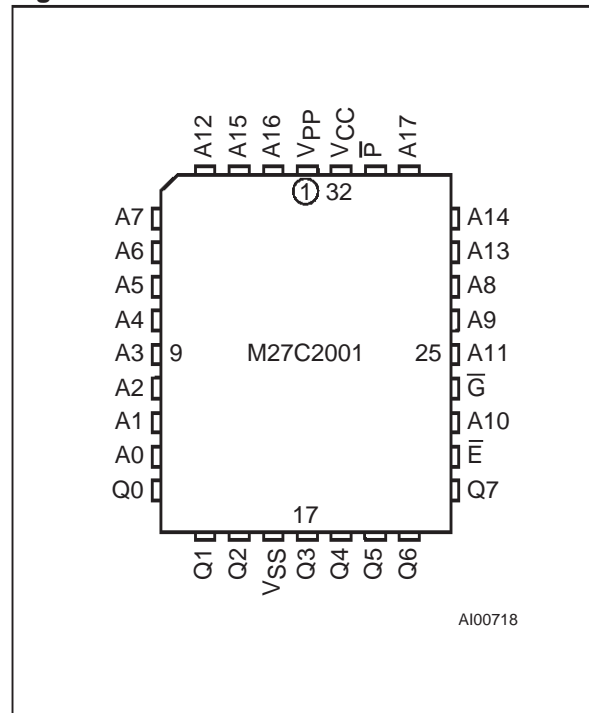 A12 A15 A16 VPP VCC P̅ A17
1 32
A7 A14
A6 A13
A5 A8
A4 A9
A3 9 M27C2001 25 A11
A2 G̅
A1 A10
A0 E̅
Q0 Q7
17
Q1 Q2 VSS Q3 Q4 Q5 Q6
AI00718